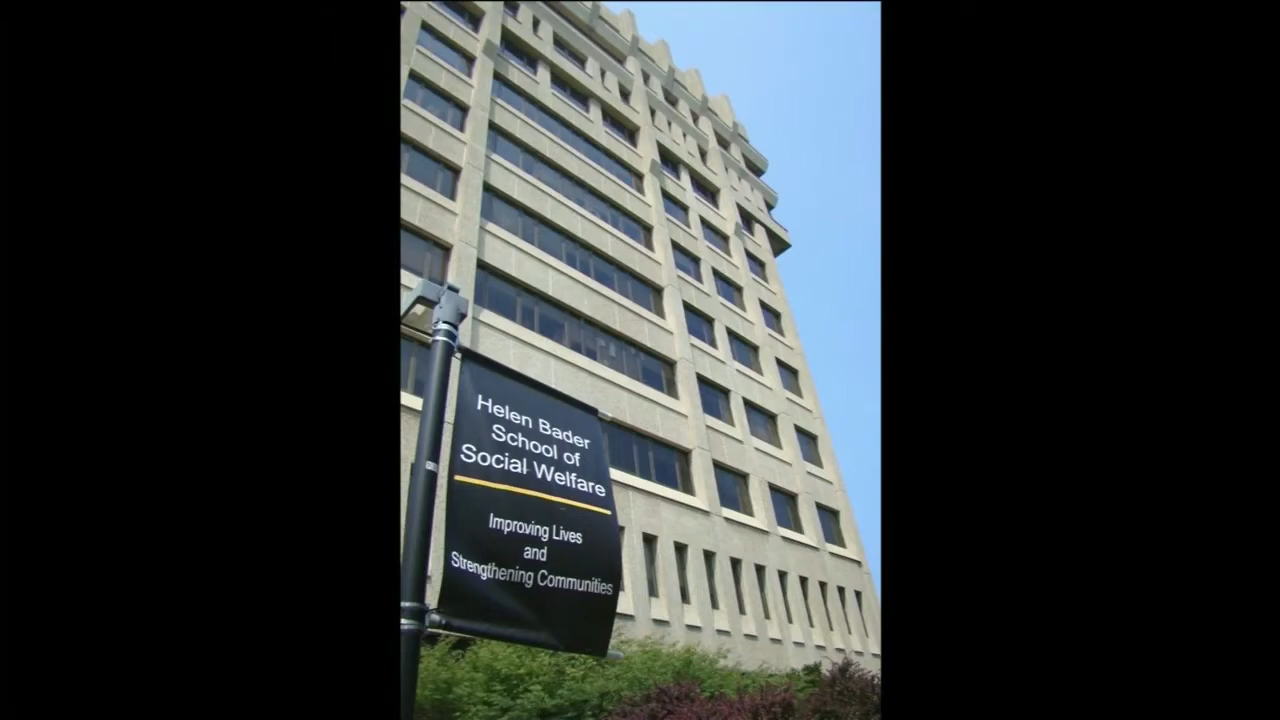 Helen Bader
School of
Social Welfare
Improving Lives
and
Strengthening Communities